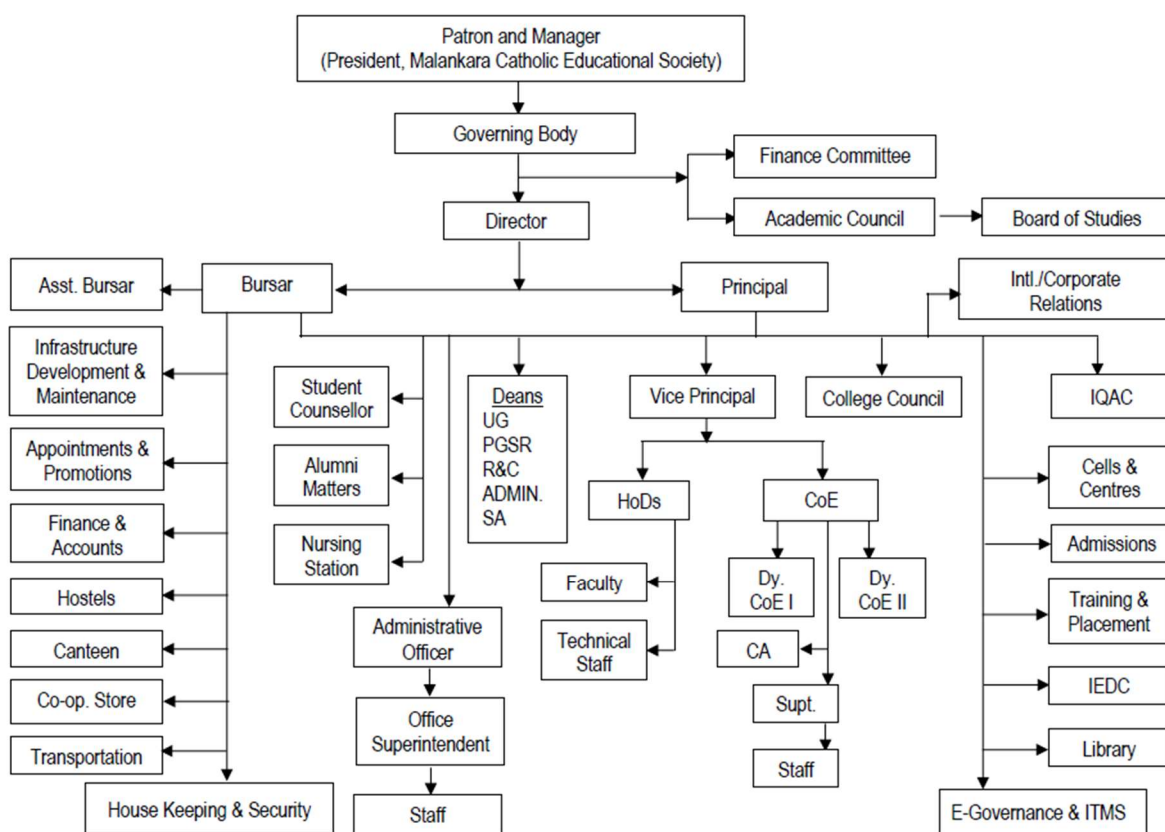 Patron and Manager
(President, Malankara Catholic Educational Society)
Governing Body
Finance Committee
Academic Council
Board of Studies
Director
Asst. Bursar
Bursar
Principal
Intl./Corporate
Relations
Infrastructure
Development &
Maintenance
Appointments &
Promotions
Finance &
Accounts
Hostels
Canteen
Co-op. Store
Transportation
House Keeping & Security
Student
Counsellor
Alumni
Matters
Nursing
Station
Administrative
Officer
Office
Superintendent
Staff
Deans
UG
PGSR
R&C
ADMIN.
SA
Vice Principal
HoDs
Faculty
Technical
Staff
CoE
Dy.
CoE I
Dy.
CoE II
CA
Supt.
Staff
College Council
IQAC
Cells &
Centres
Admissions
Training &
Placement
IEDC
Library
E-Governance & ITMS